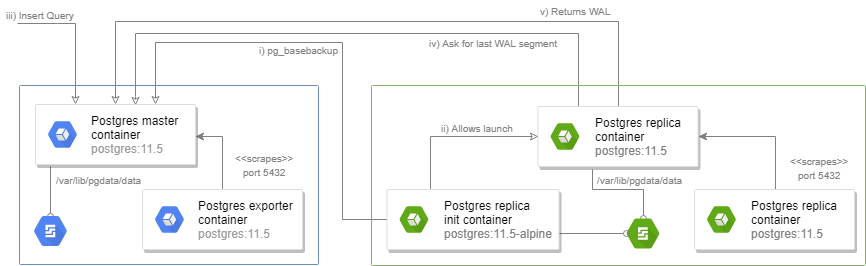 iii) Insert Query
v) Returns WAL
iv) Ask for last WAL segment
i) pg_basebackup
Postgres master
container
postgres:11.5
<<scrapes>>
port 5432
/var/lib/pgdata/data
Postgres exporter
container
postgres:11.5
ii) Allows launch
Postgres replica
container
postgres:11.5
<<scrapes>>
port 5432
/var/lib/pgdata/data
Postgres replica
init container
postgres:11.5-alpine
Postgres replica
container
postgres:11.5